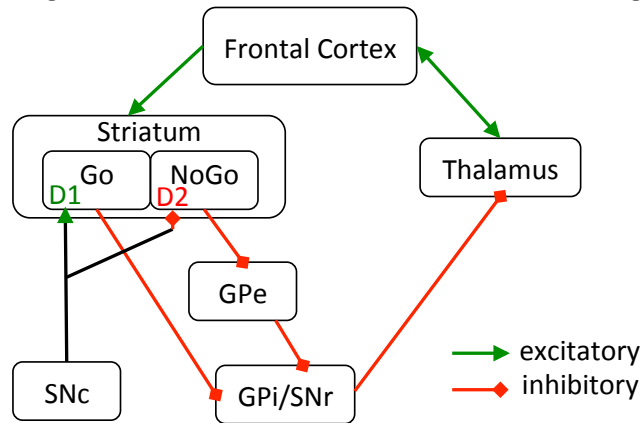 Frontal Cortex
Striatum
Go
NoGo
D1
D2
Thalamus
GPe
SNc
GPi/SNr
excitatory
inhibitory